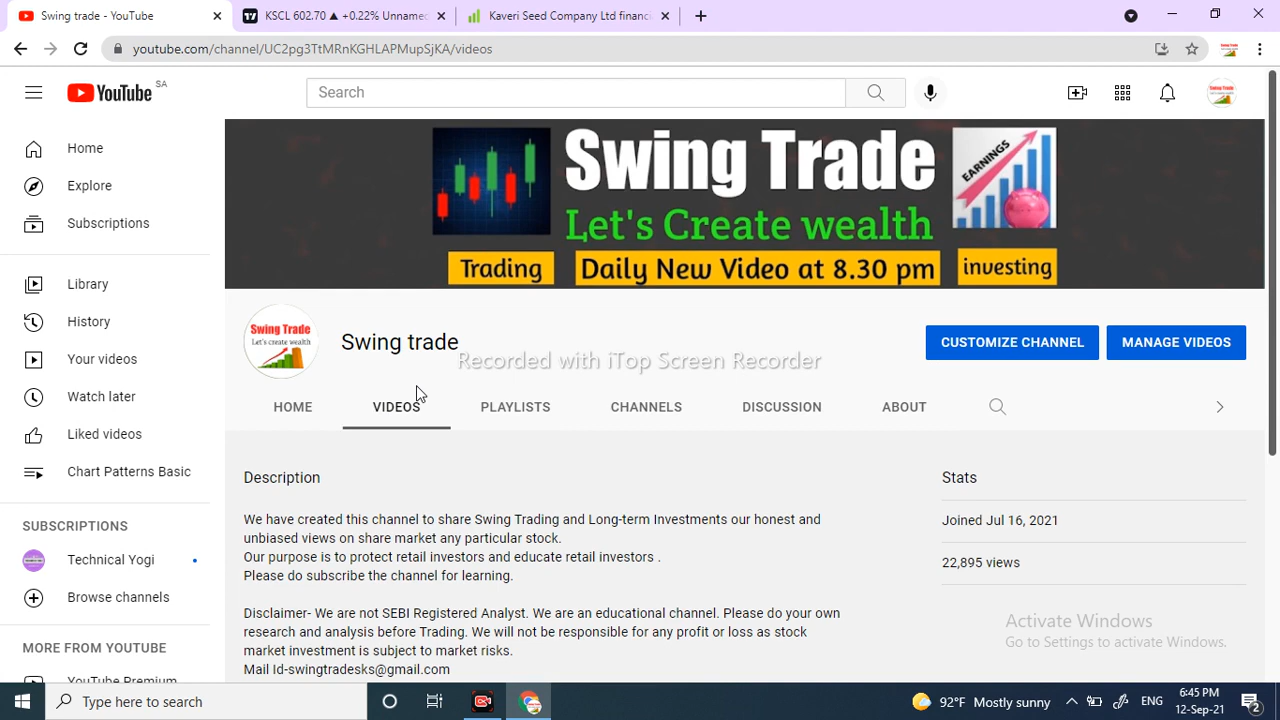 Swing trade - YouTube
KSCL 602.70 ▲ +0.22% Unnamed
Kaveri Seed Company Ltd financi
youtube.com/channel/UC2pg3TtMRnKGHLAPMupSjKA/videos
YouTube SA
Search
Home
Explore
Subscriptions
Library
History
Your videos
Watch later
Liked videos
Chart Patterns Basic
SUBSCRIPTIONS
Technical Yogi
Browse channels
MORE FROM YOUTUBE
YouTube Premium
Swing Trade
Let's Create wealth
EARNINGS
Trading
Daily New Video at 8.30 pm
investing
Swing Trade
Let's create wealth
Swing trade
CUSTOMIZE CHANNEL
MANAGE VIDEOS
Recorded with iTop Screen Recorder
HOME
VIDEOS
PLAYLISTS
CHANNELS
DISCUSSION
ABOUT
Description
We have created this channel to share Swing Trading and Long-term Investments our honest and
unbiased views on share market any particular stock.
Our purpose is to protect retail investors and educate retail investors .
Please do subscribe the channel for learning.
Disclaimer- We are not SEBI Registered Analyst. We are an educational channel. Please do your own
research and analysis before Trading. We will not be responsible for any profit or loss as stock
market investment is subject to market risks.
Mail Id-swingtradesks@gmail.com
Stats
Joined Jul 16, 2021
22,895 views
Activate Windows
Go to Settings to activate Windows.
Type here to search
92°F Mostly sunny
ENG
6:45 PM
12-Sep-21
2